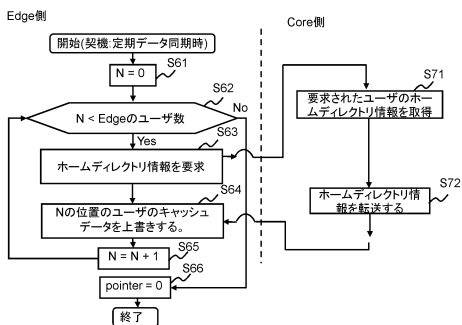 Edge側
Core側
開始(契機:定期データ同期時)
S61
N = 0
S62
N < Edgeのユーザ数
No
Yes
S63
ホームディレクトリ情報を要求
S71
要求されたユーザのホー
ムディレクトリ情報を取得
S64
Nの位置のユーザのキャッシュ
データを上書きする。
S72
ホームディレクトリ情
報を転送する
S65
N = N + 1
S66
pointer = 0
終了